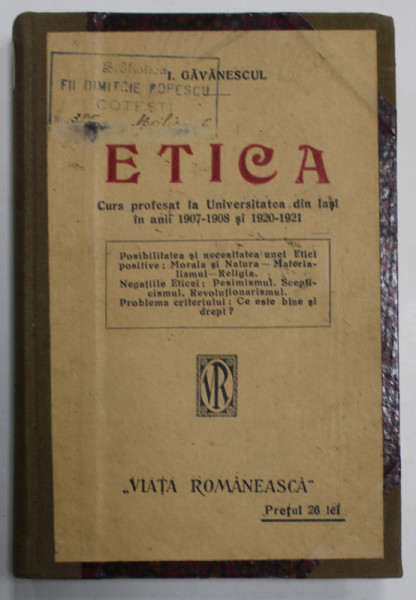 I. GĂVĂNESCUL
Biblioteca
FII DIMITRIE POPESCU
COTEȘTI
ETICA
Curs profesat la Universitatea din Iași
în anii 1907-1908 și 1920-1921
Posibilitatea și necesitatea unei Etici
positive: Morala și Natura—Materia-
lismul—Religia.
Negațiile Eticei: Pesimismul. Scepti-
cismul. Revoluționarismul.
Problema criteriului: Ce este bine și
drept?
VR
„VIAȚA ROMÂNEASCĂ“
Prețul 26 lei